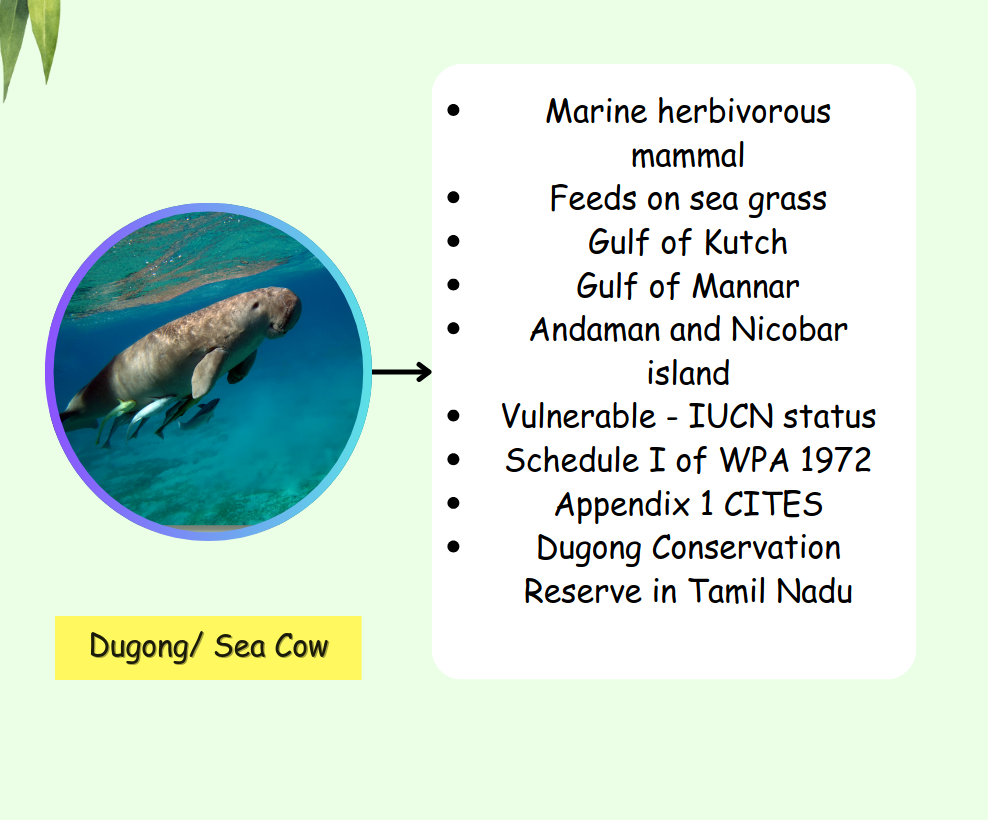 • Marine herbivorous
mammal
• Feeds on sea grass
• Gulf of Kutch
• Gulf of Mannar
• Andaman and Nicobar
island
• Vulnerable - IUCN status
• Schedule I of WPA 1972
• Appendix 1 CITES
• Dugong Conservation
Reserve in Tamil Nadu
Dugong/ Sea Cow